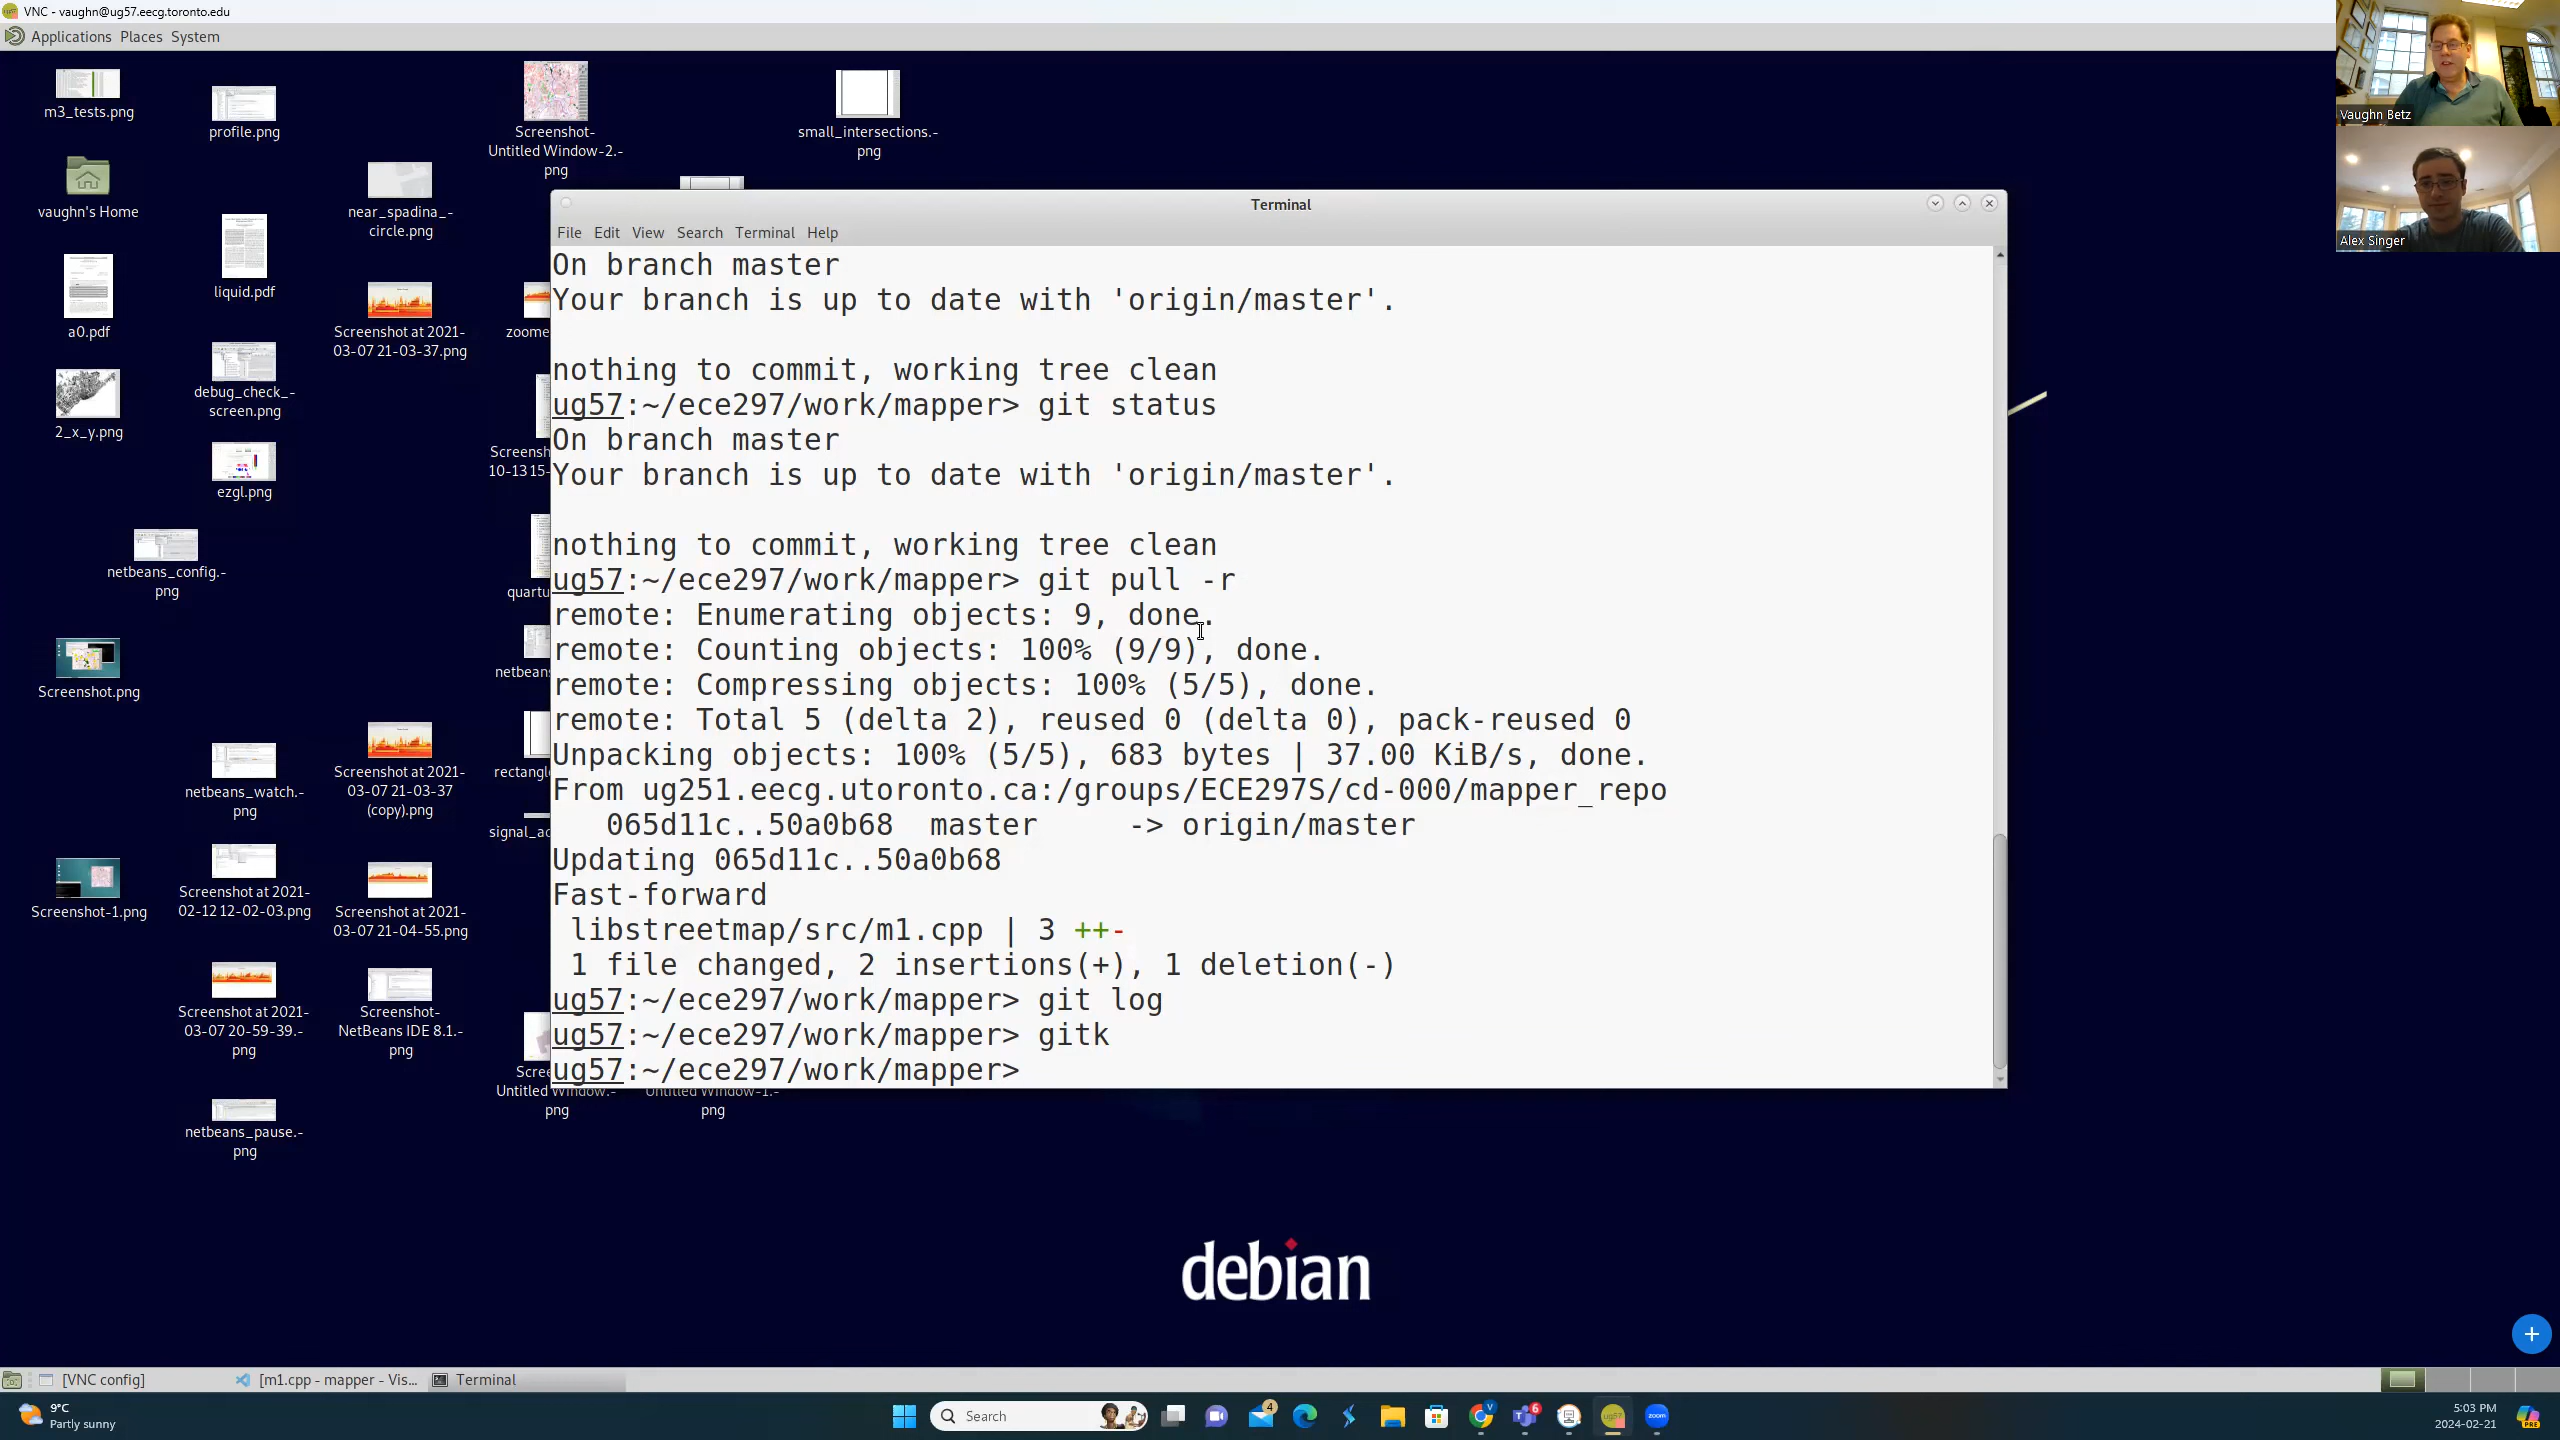 VNC - vaughn@ug57.eecg.toronto.edu
Applications Places System
m3_tests.png
profile.png
Screenshot-
Untitled Window-2.-
png
small_intersections.-
png
vaughn's Home
near_spadina_-
circle.png
liquid.pdf
a0.pdf
Screenshot at 2021-
03-07 21-03-37.png
debug_check_-
screen.png
2_x_y.png
ezgl.png
netbeans_config.-
png
Screenshot.png
netbeans_watch.-
png
Screenshot at 2021-
03-07 21-03-37
(copy).png
Screenshot-1.png
Screenshot at 2021-
02-12 12-02-03.png
Screenshot at 2021-
03-07 21-04-55.png
Screenshot at 2021-
03-07 20-59-39.-
png
Screenshot-
NetBeans IDE 8.1.-
png
netbeans_pause.-
png
Untitled Window.-
png
Untitled Window-1.-
png
Terminal
File Edit View Search Terminal Help
On branch master
Your branch is up to date with 'origin/master'.
nothing to commit, working tree clean
ug57:~/ece297/work/mapper> git status
On branch master
Your branch is up to date with 'origin/master'.
nothing to commit, working tree clean
ug57:~/ece297/work/mapper> git pull -r
remote: Enumerating objects: 9, done.
remote: Counting objects: 100% (9/9), done.
remote: Compressing objects: 100% (5/5), done.
remote: Total 5 (delta 2), reused 0 (delta 0), pack-reused 0
Unpacking objects: 100% (5/5), 683 bytes | 37.00 KiB/s, done.
From ug251.eecg.utoronto.ca:/groups/ECE297S/cd-000/mapper_repo
065d11c..50a0b68 master -> origin/master
Updating 065d11c..50a0b68
Fast-forward
libstreetmap/src/m1.cpp | 3 ++-
1 file changed, 2 insertions(+), 1 deletion(-)
ug57:~/ece297/work/mapper> git log
ug57:~/ece297/work/mapper> gitk
ug57:~/ece297/work/mapper>
Vaughn Betz
Alex Singer
debian
[VNC config]
[m1.cpp - mapper - Vis...
Terminal
9°C
Partly sunny
Search
4
6
ug57
zoom
5:03 PM
2024-02-21